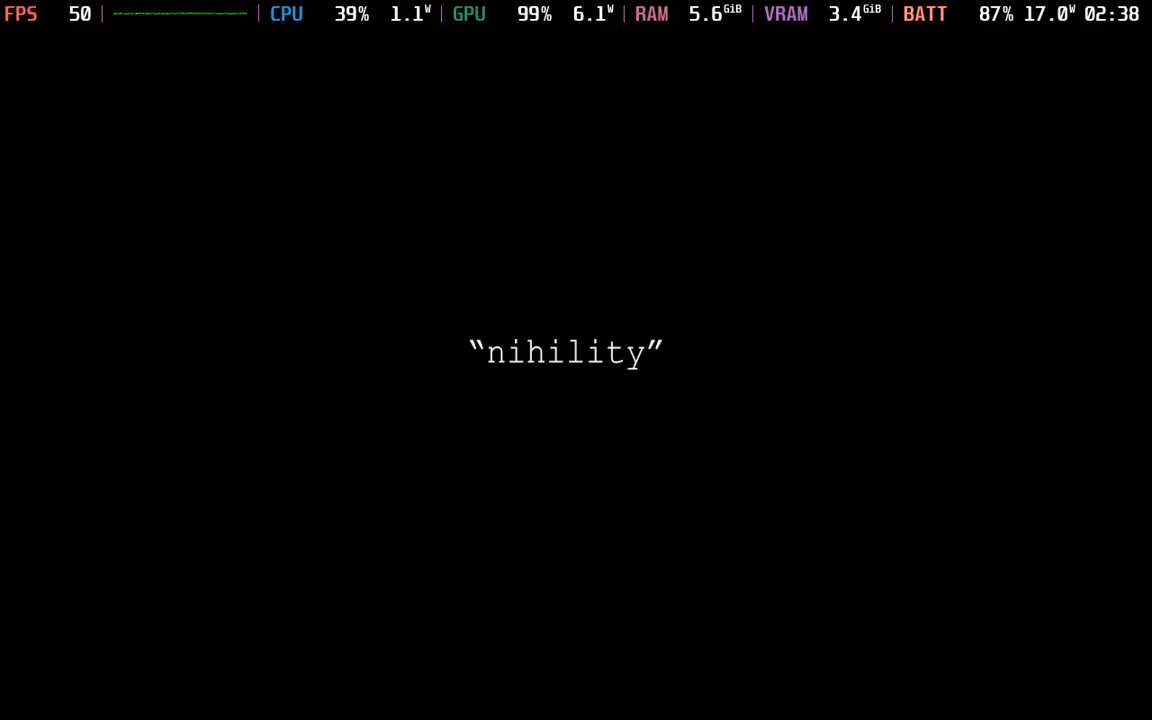 FPS 50 | | CPU 39% 1.1W | GPU 99% 6.1W | RAM 5.6GiB | VRAM 3.4GiB | BATT 87% 17.0W 02:38
“nihility”